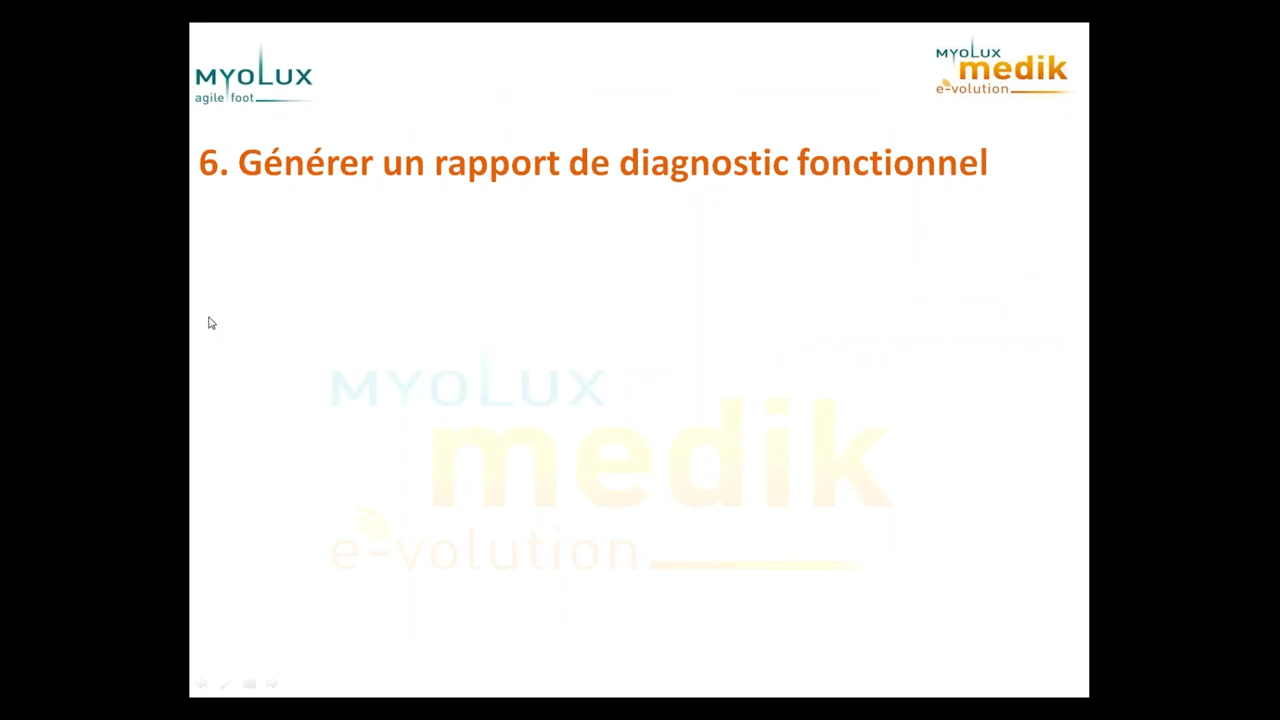 MYOLUX
agile foot
MYOLUX
medik
e-volution
6. Générer un rapport de diagnostic fonctionnel
MYOLUX
medik
e-volution